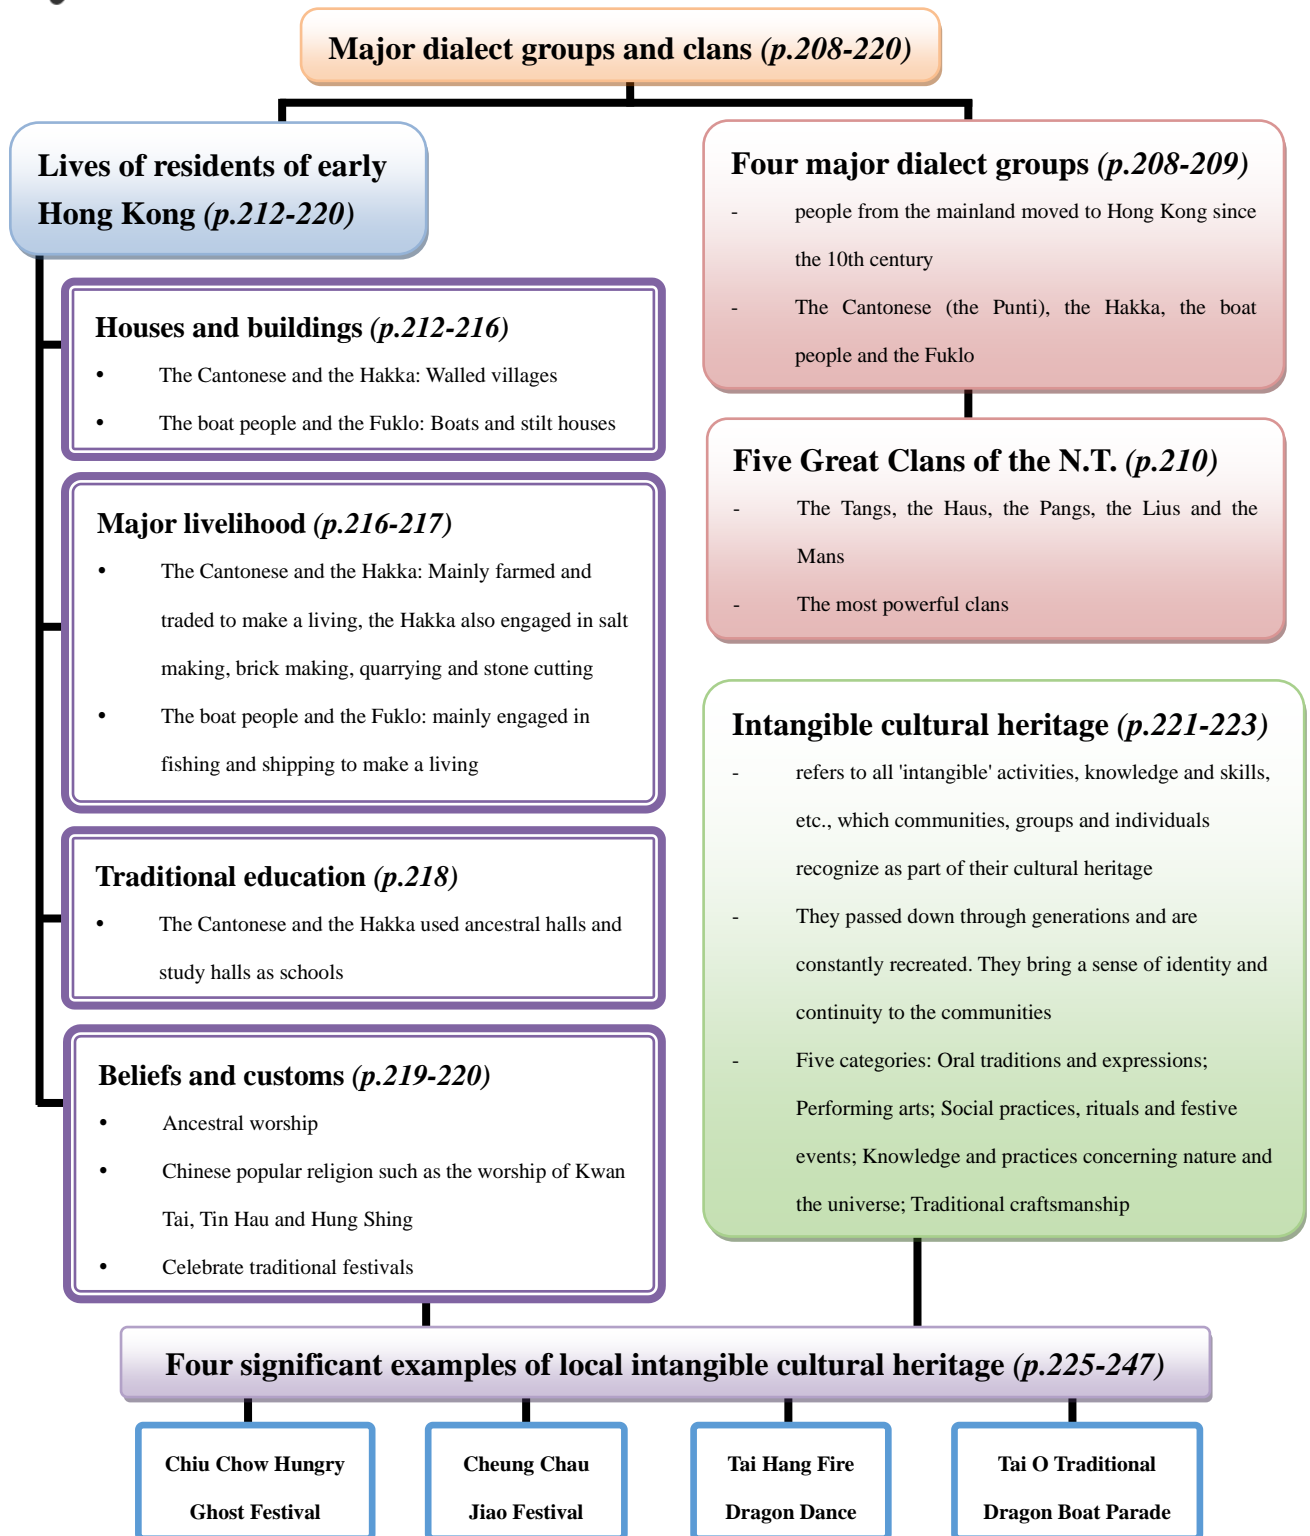 Major dialect groups and clans (p.208-220)
Lives of residents of early
Hong Kong (p.212-220)
Houses and buildings (p.212-216)
• The Cantonese and the Hakka: Walled villages
• The boat people and the Fuklo: Boats and stilt houses
Major livelihood (p.216-217)
• The Cantonese and the Hakka: Mainly farmed and
traded to make a living, the Hakka also engaged in salt
making, brick making, quarrying and stone cutting
• The boat people and the Fuklo: mainly engaged in
fishing and shipping to make a living
Traditional education (p.218)
• The Cantonese and the Hakka used ancestral halls and
study halls as schools
Beliefs and customs (p.219-220)
• Ancestral worship
• Chinese popular religion such as the worship of Kwan
Tai, Tin Hau and Hung Shing
• Celebrate traditional festivals
Four major dialect groups (p.208-209)
- people from the mainland moved to Hong Kong since
the 10th century
- The Cantonese (the Punti), the Hakka, the boat
people and the Fuklo
Five Great Clans of the N.T. (p.210)
- The Tangs, the Haus, the Pangs, the Lius and the
Mans
- The most powerful clans
Intangible cultural heritage (p.221-223)
- refers to all 'intangible' activities, knowledge and skills,
etc., which communities, groups and individuals
recognize as part of their cultural heritage
- They passed down through generations and are
constantly recreated. They bring a sense of identity and
continuity to the communities
- Five categories: Oral traditions and expressions;
Performing arts; Social practices, rituals and festive
events; Knowledge and practices concerning nature and
the universe; Traditional craftsmanship
Four significant examples of local intangible cultural heritage (p.225-247)
Chiu Chow Hungry
Ghost Festival
Cheung Chau
Jiao Festival
Tai Hang Fire
Dragon Dance
Tai O Traditional
Dragon Boat Parade